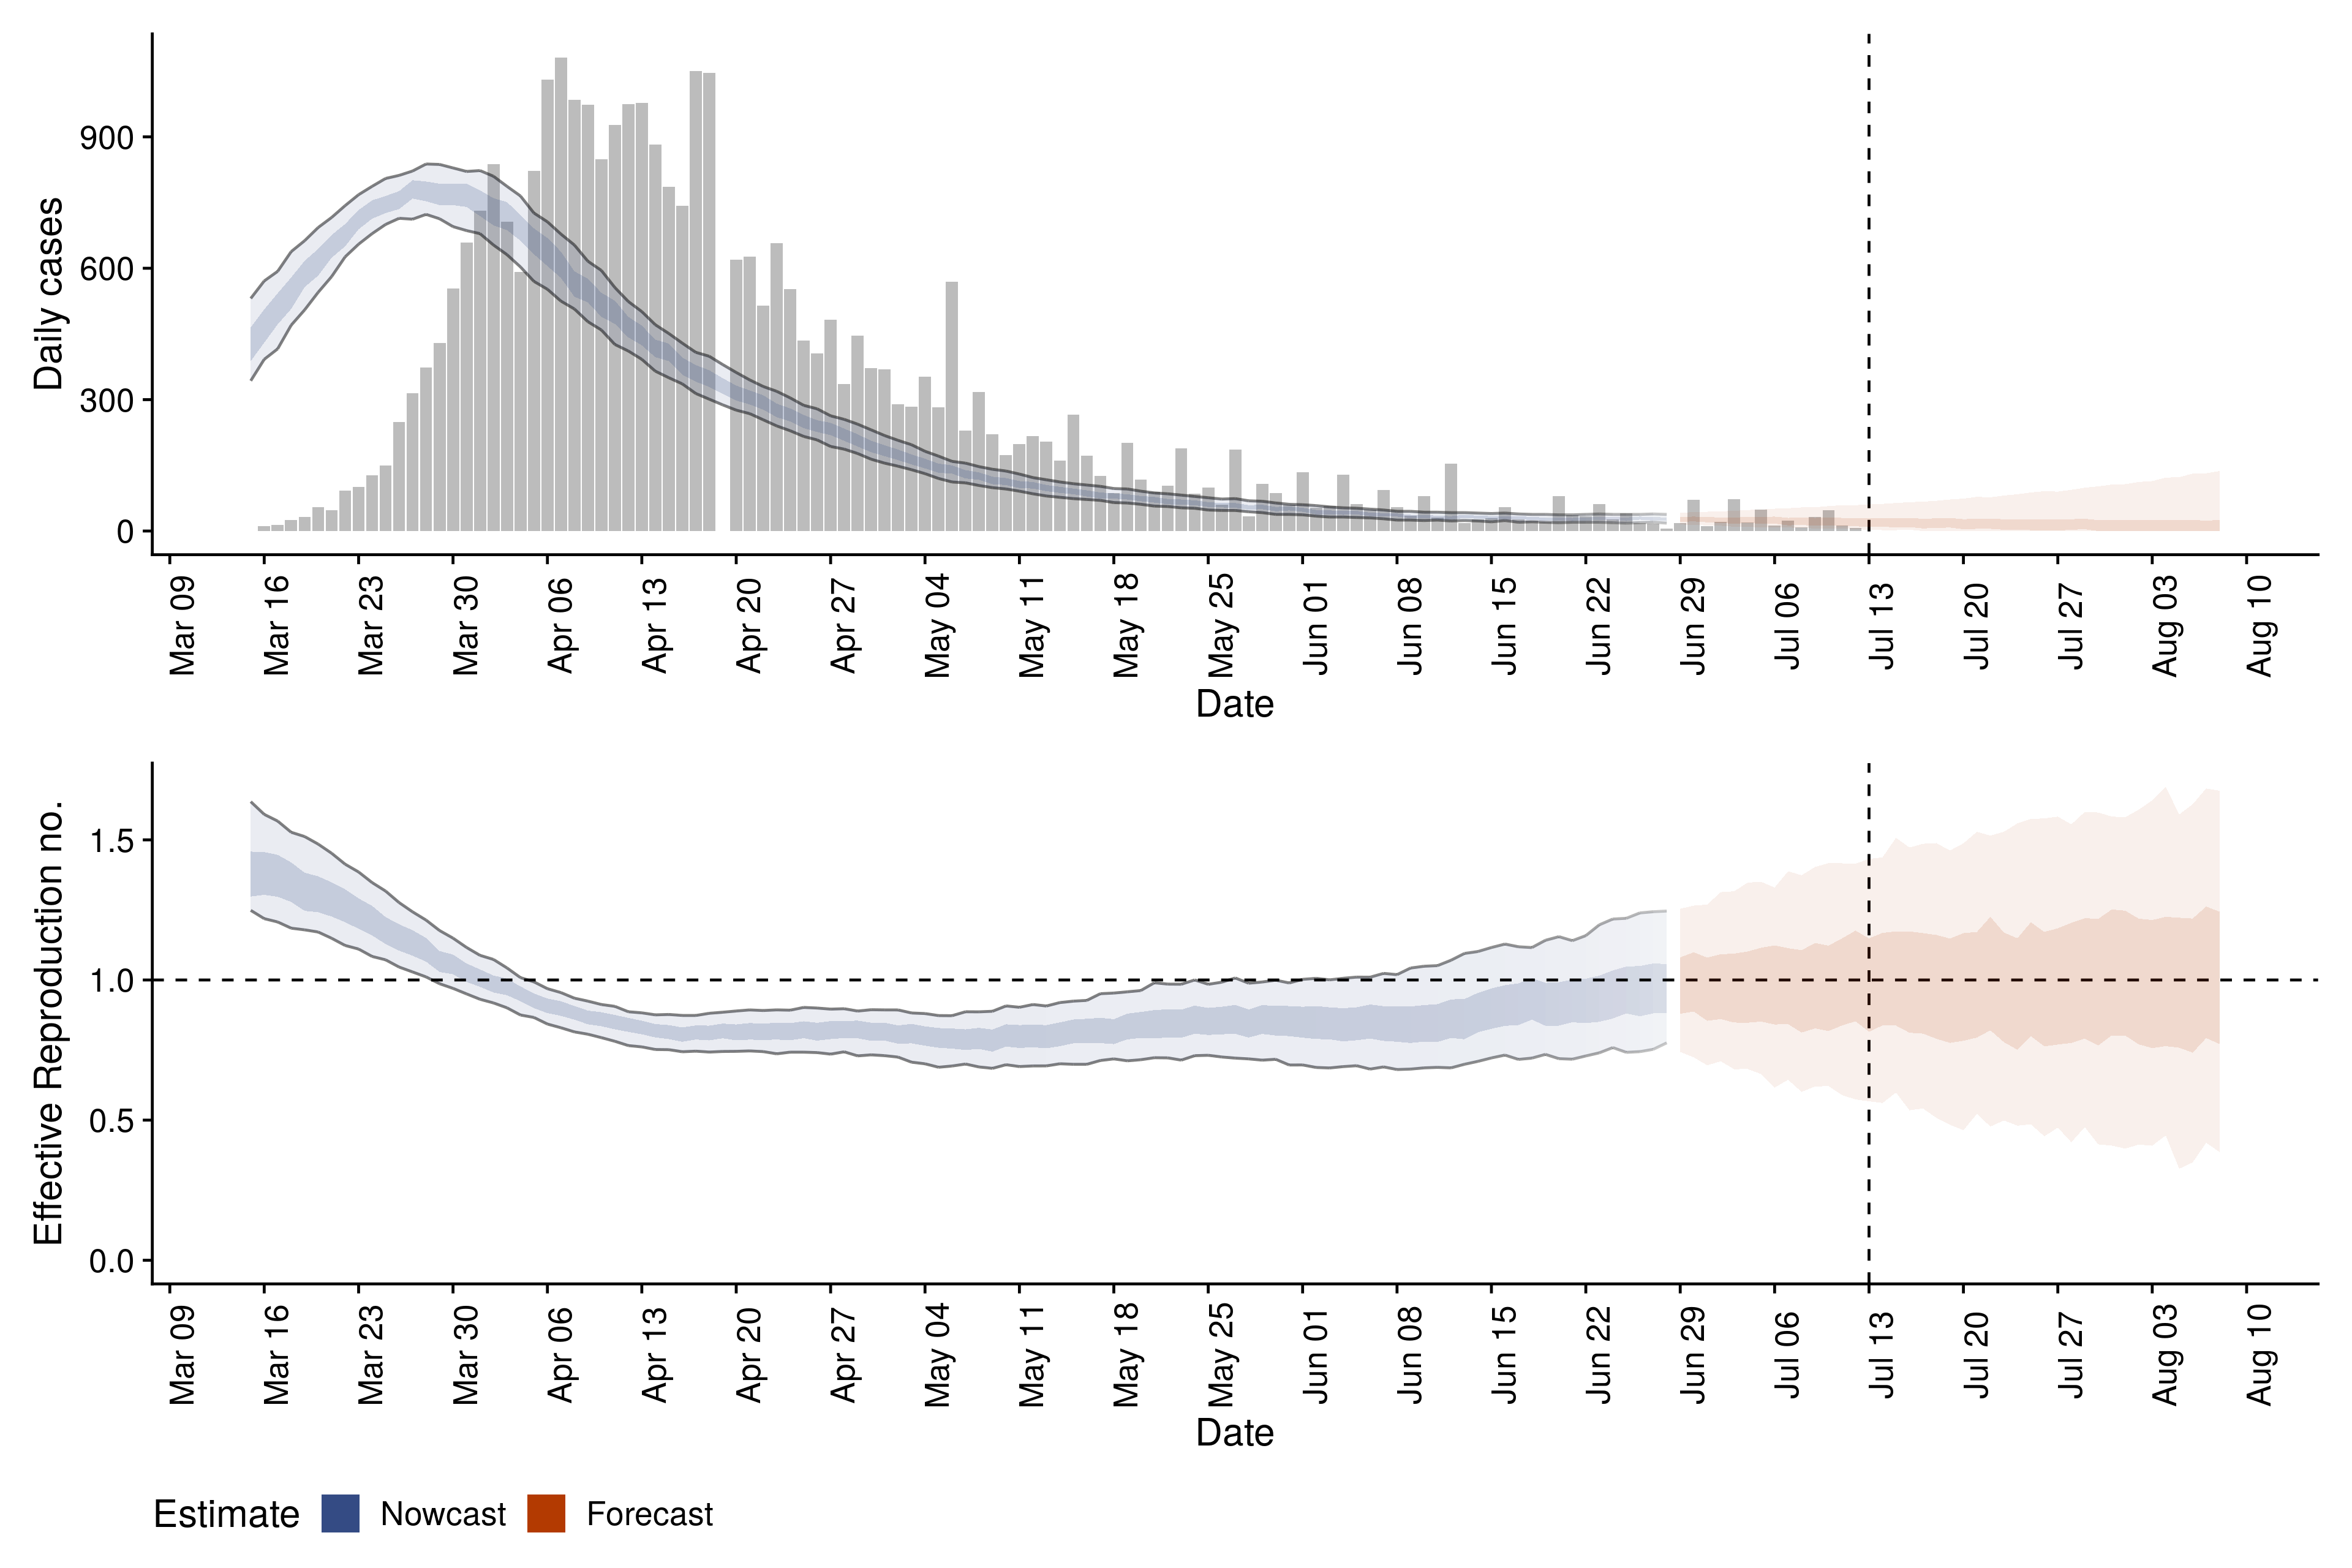 Daily cases
900
600
300
0
Mar 09
Mar 16
Mar 23
Mar 30
Apr 06
Apr 13
Apr 20
Apr 27
May 04
May 11
May 18
May 25
Jun 01
Jun 08
Jun 15
Jun 22
Jun 29
Jul 06
Jul 13
Jul 20
Jul 27
Aug 03
Aug 10
Date
Effective Reproduction no.
1.5
1.0
0.5
0.0
Mar 09
Mar 16
Mar 23
Mar 30
Apr 06
Apr 13
Apr 20
Apr 27
May 04
May 11
May 18
May 25
Jun 01
Jun 08
Jun 15
Jun 22
Jun 29
Jul 06
Jul 13
Jul 20
Jul 27
Aug 03
Aug 10
Date
Estimate Nowcast Forecast